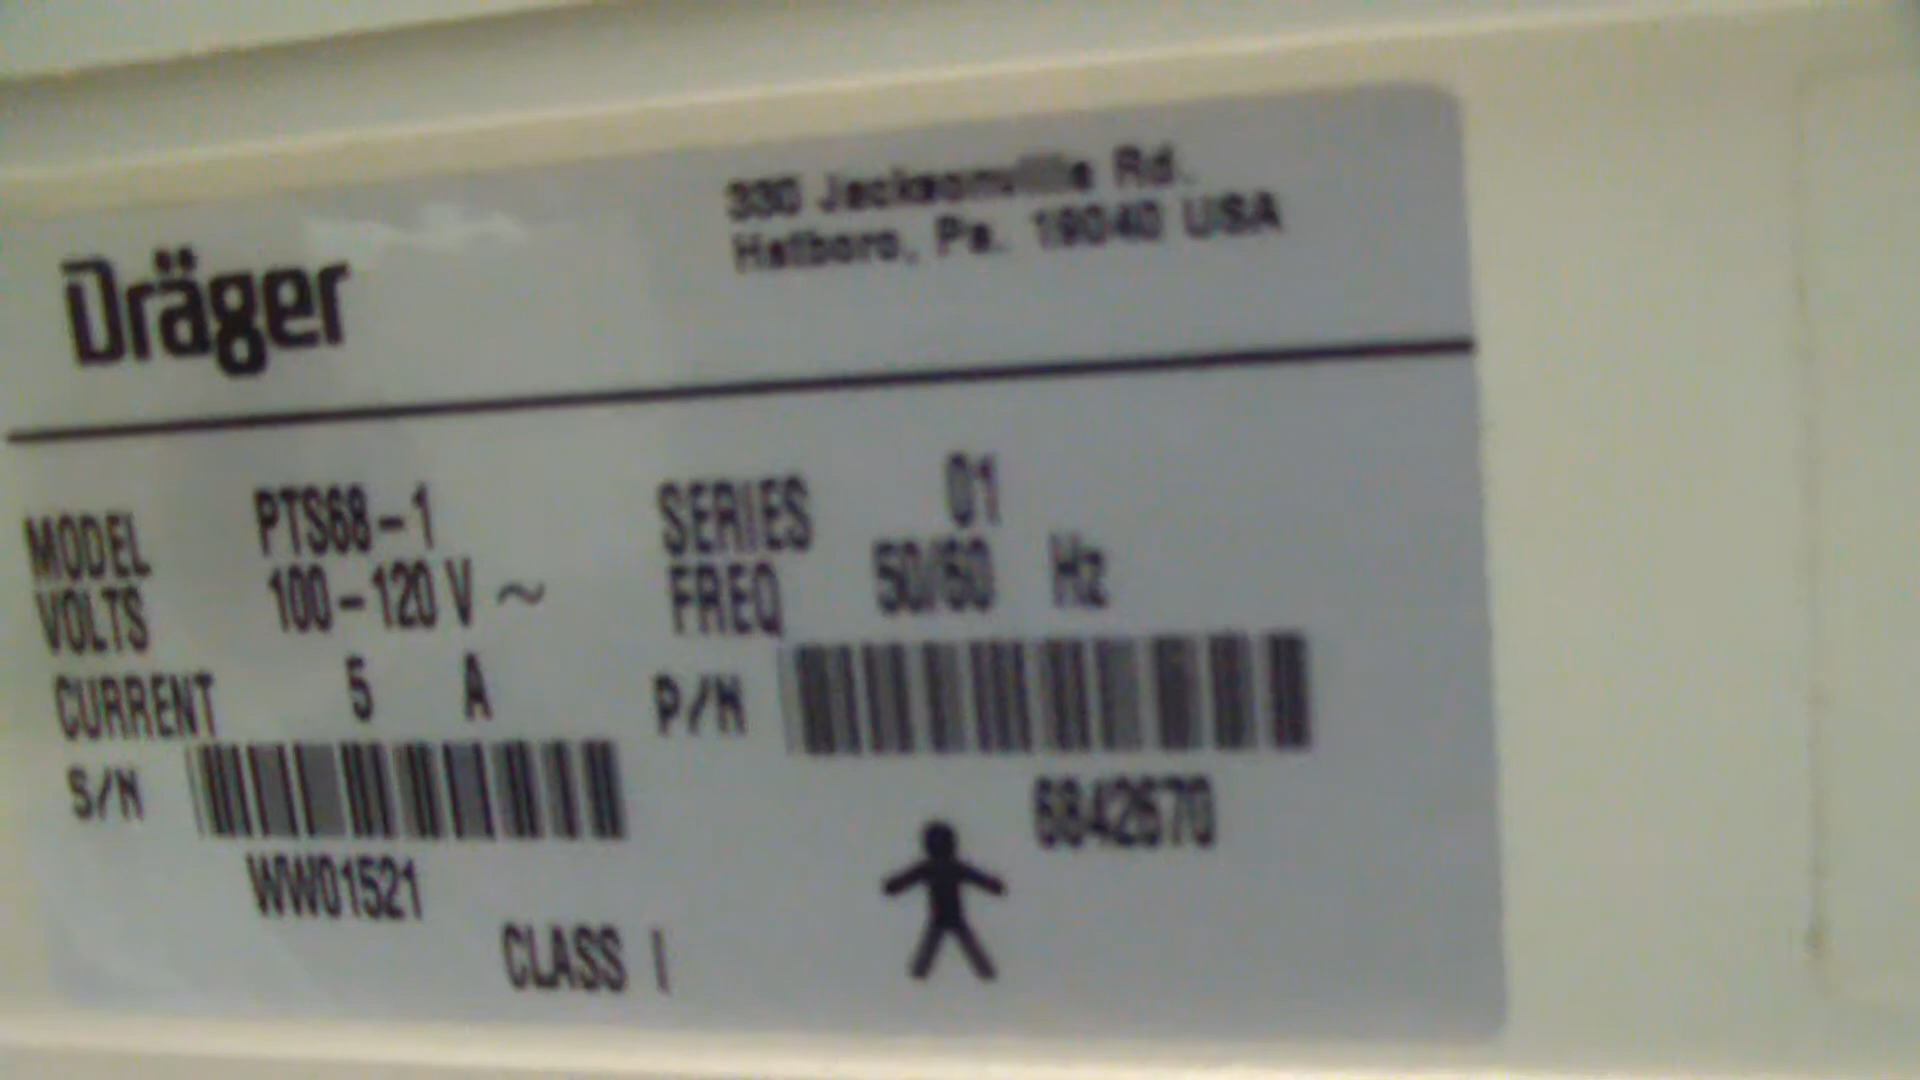 Dräger
330 Jacksonville Rd.
Hatboro, Pa. 19040 USA
MODEL PTS68-1 SERIES 01
VOLTS 100-120 V ~ FREQ 50/60 Hz
CURRENT 5 A P/N
6842670
S/N
WW01521
CLASS I